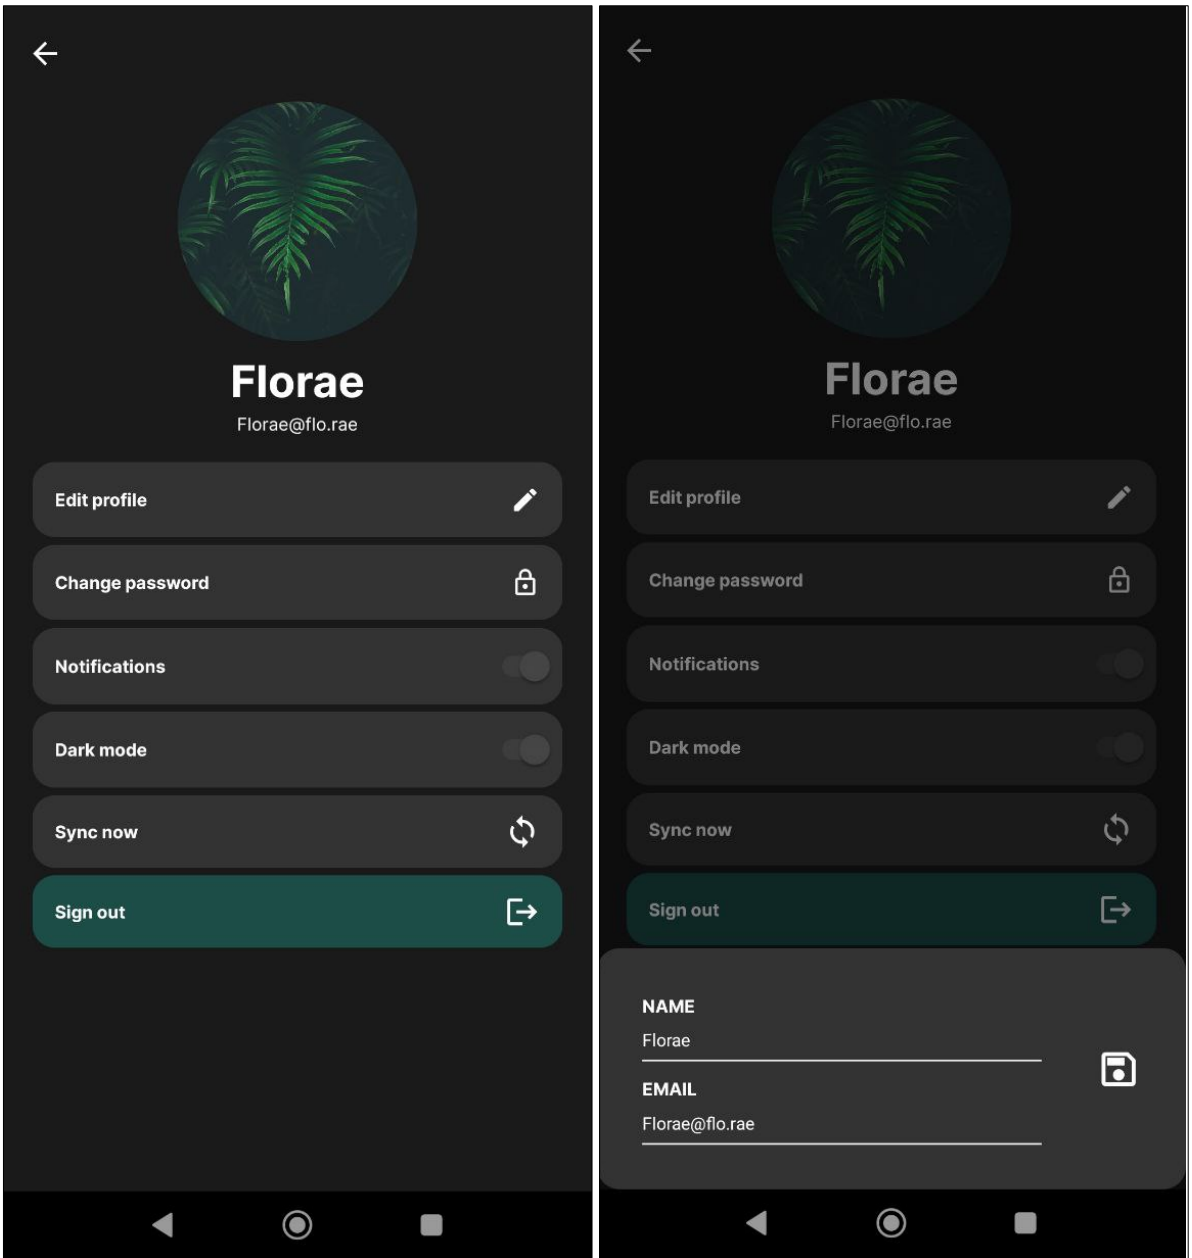 Florae
Florae@flo.rae
Edit profile
Change password
Notifications
Dark mode
Sync now
Sign out
Florae
Florae@flo.rae
Edit profile
Change password
Notifications
Dark mode
Sync now
Sign out
NAME
Florae
EMAIL
Florae@flo.rae